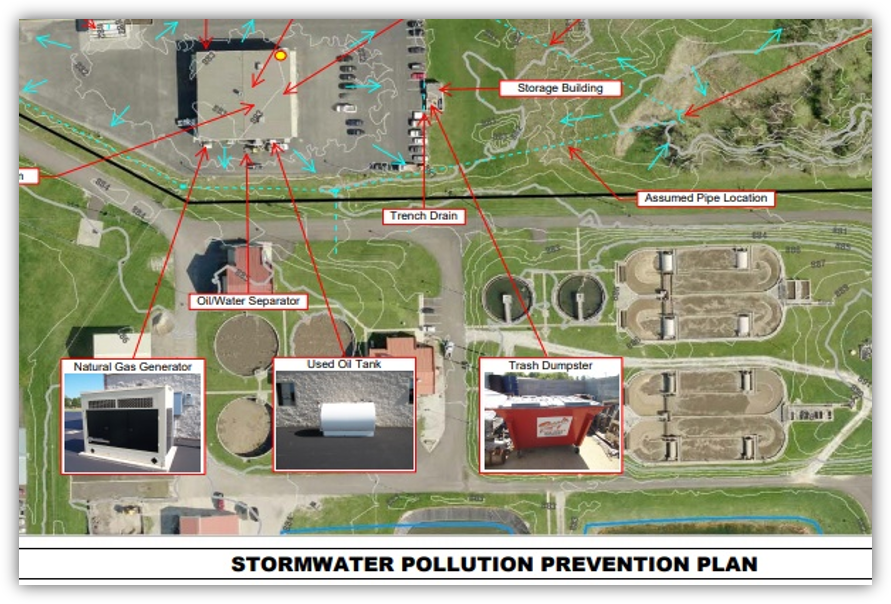 Storage Building
Assumed Pipe Location
Trench Drain
Oil/Water Separator
Natural Gas Generator
Used Oil Tank
Trash Dumpster
STORMWATER POLLUTION PREVENTION PLAN